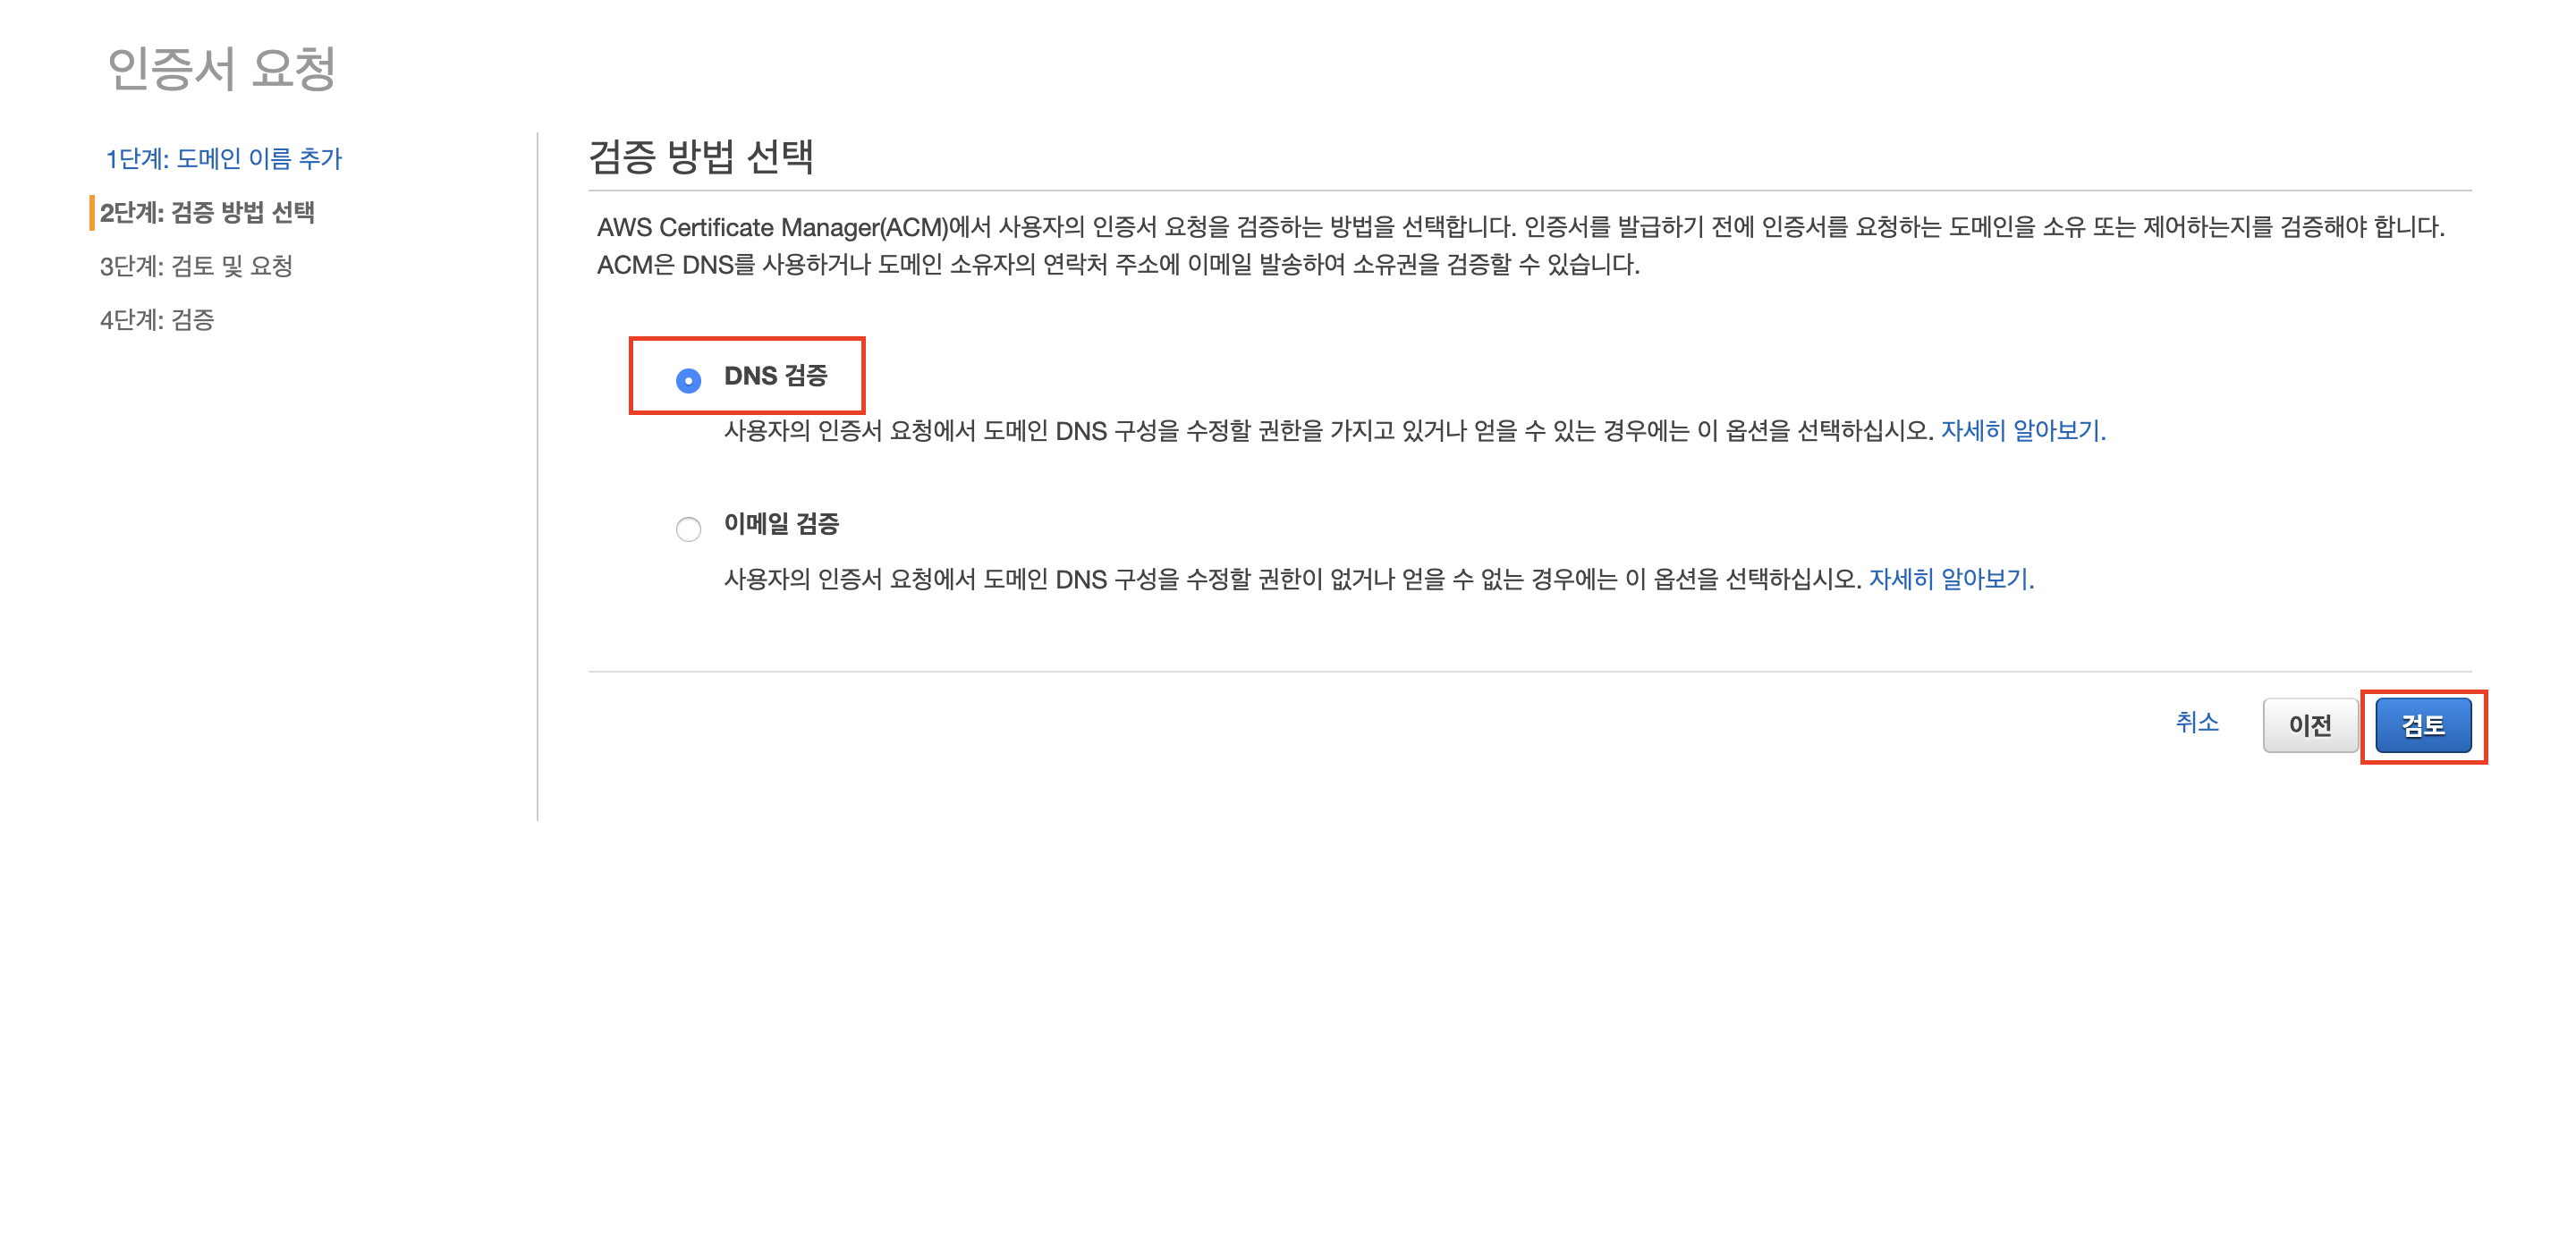 인증서 요청
1단계: 도메인 이름 추가
2단계: 검증 방법 선택
3단계: 검토 및 요청
4단계: 검증
검증 방법 선택
AWS Certificate Manager(ACM)에서 사용자의 인증서 요청을 검증하는 방법을 선택합니다. 인증서를 발급하기 전에 인증서를 요청하는 도메인을 소유 또는 제어하는지를 검증해야 합니다.
ACM은 DNS를 사용하거나 도메인 소유자의 연락처 주소에 이메일 발송하여 소유권을 검증할 수 있습니다.
DNS 검증
사용자의 인증서 요청에서 도메인 DNS 구성을 수정할 권한을 가지고 있거나 얻을 수 있는 경우에는 이 옵션을 선택하십시오. 자세히 알아보기.
이메일 검증
사용자의 인증서 요청에서 도메인 DNS 구성을 수정할 권한이 없거나 얻을 수 없는 경우에는 이 옵션을 선택하십시오. 자세히 알아보기.
취소 이전 검토